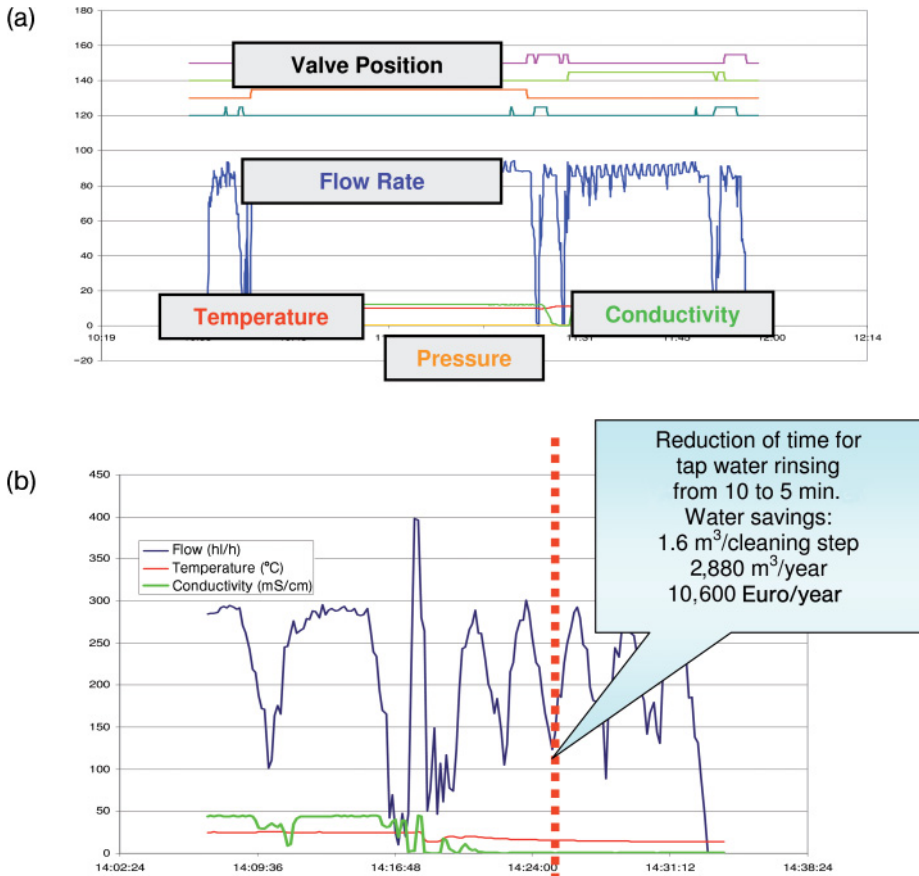 (a)
180
160
140
120
100
80
60
40
20
0
−20
Valve Position
Flow Rate
Temperature
Conductivity
Pressure
10:19
11:31
11:45
12:00
12:14
(b)
450
400
350
300
250
200
150
100
50
0
Flow (hl/h)
Temperature (°C)
Conductivity (mS/cm)
Reduction of time for
tap water rinsing
from 10 to 5 min.
Water savings:
1.6 m³/cleaning step
2,880 m³/year
10,600 Euro/year
14:02:24
14:09:36
14:16:48
14:24:00
14:31:12
14:38:24